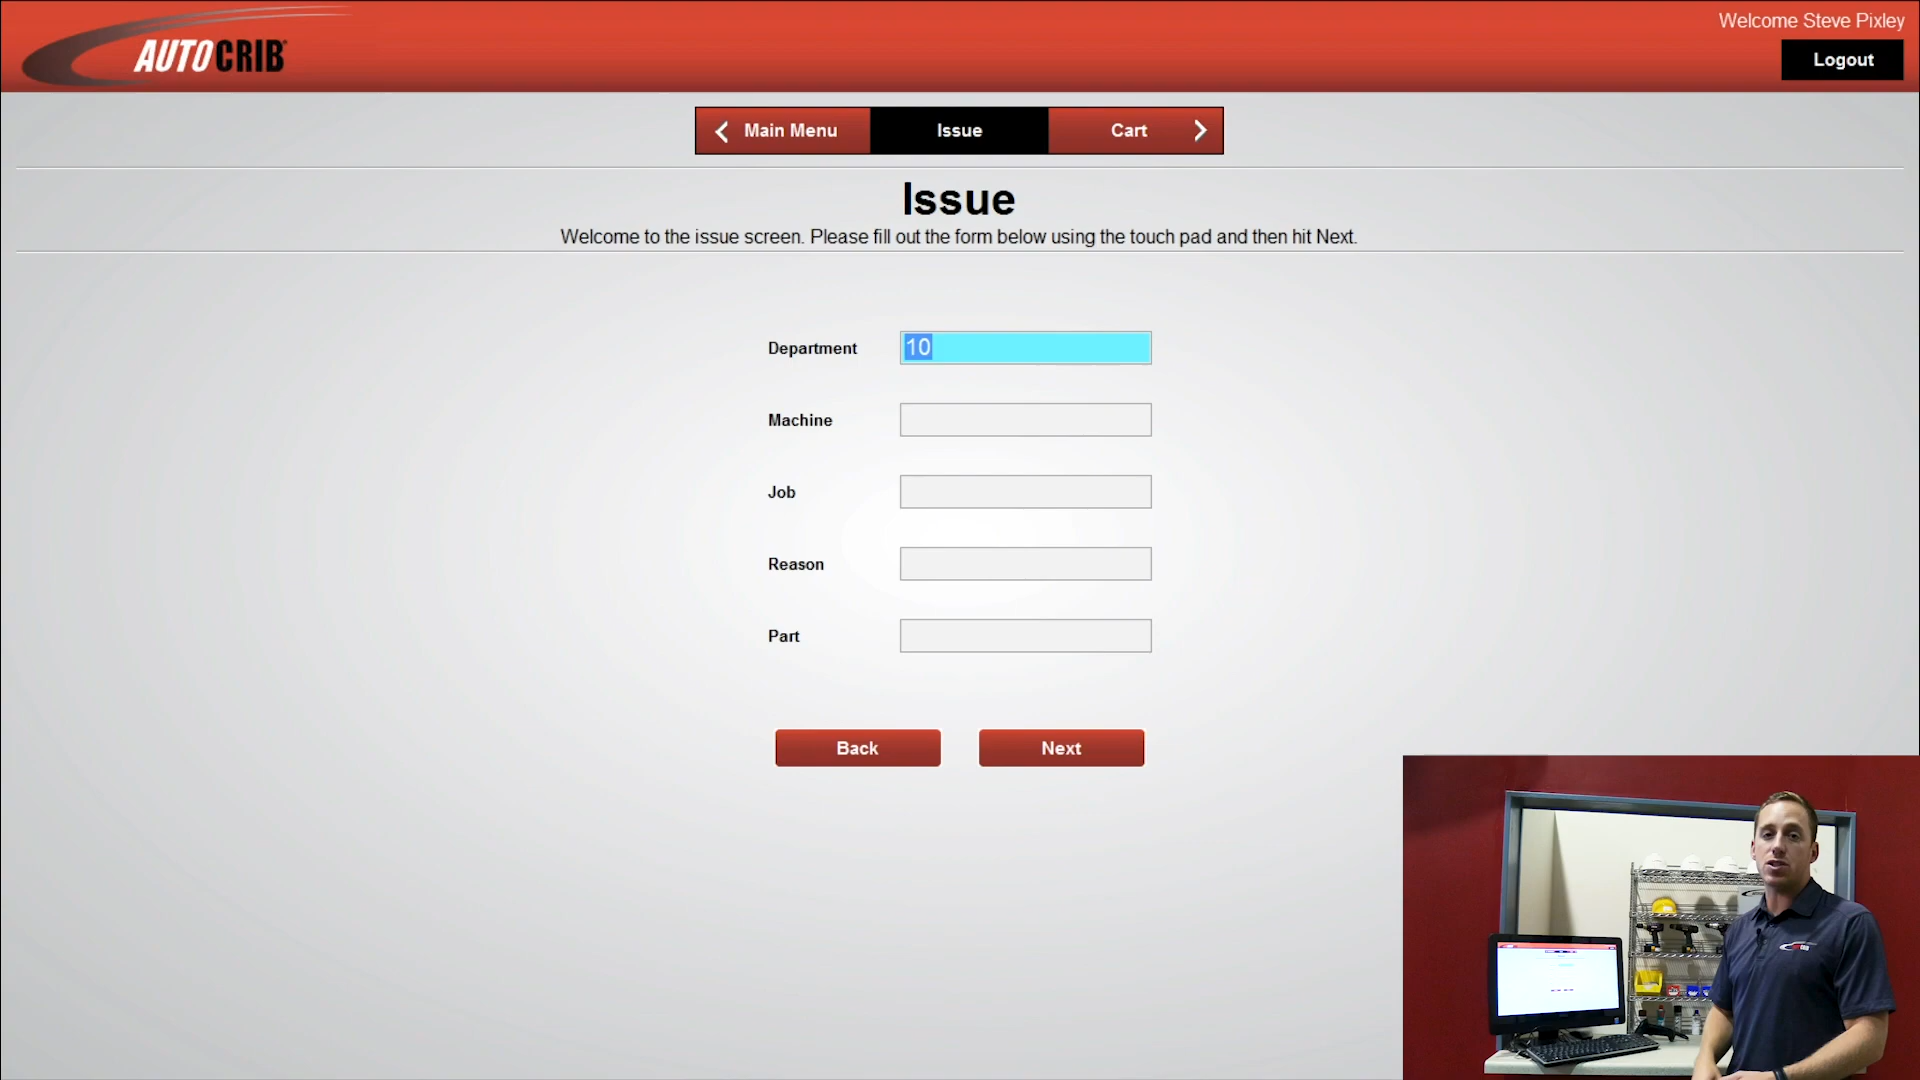 AUTOCRIB
Welcome Steve Pixley
Logout
Main Menu
Issue
Cart
Issue
Welcome to the issue screen. Please fill out the form below using the touch pad and then hit Next.
Department
10
Machine
Job
Reason
Part
Back
Next